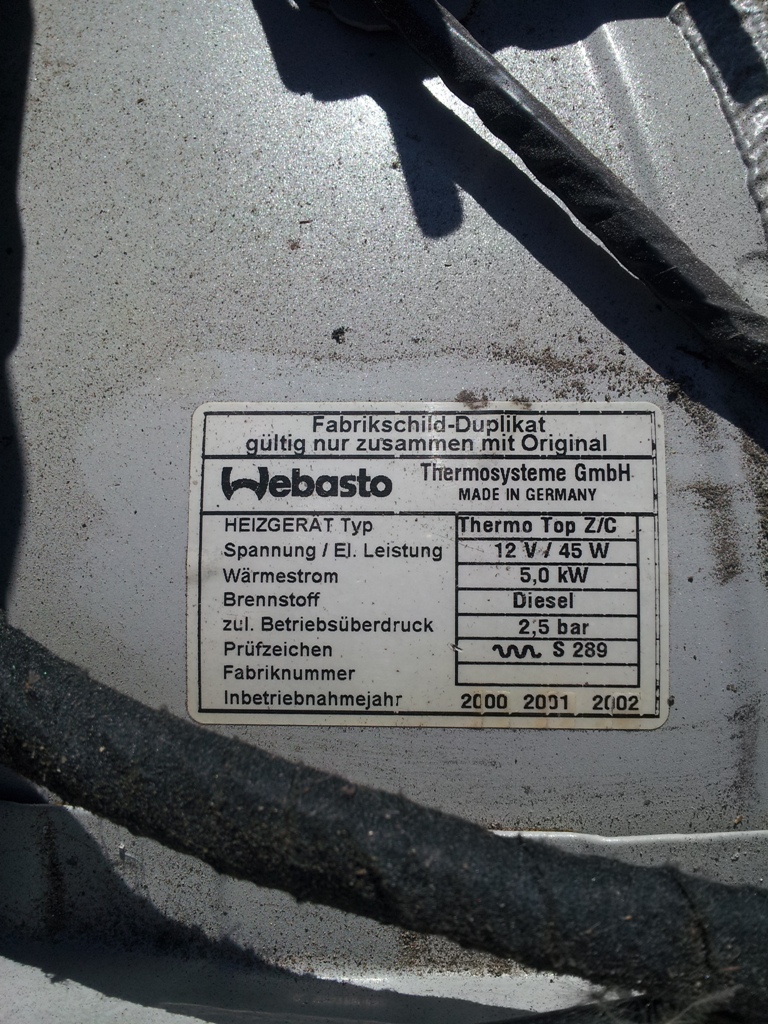 Fabrikschild-Duplikat
gültig nur zusammen mit Original
Webasto Thermosysteme GmbH
MADE IN GERMANY
HEIZGERÄT Typ Thermo Top Z/C
Spannung / El. Leistung 12 V / 45 W
Wärmestrom 5,0 kW
Brennstoff Diesel
zul. Betriebsüberdruck 2,5 bar
Prüfzeichen S 289
Fabriknummer
Inbetriebnahmejahr 2000 2001 2002